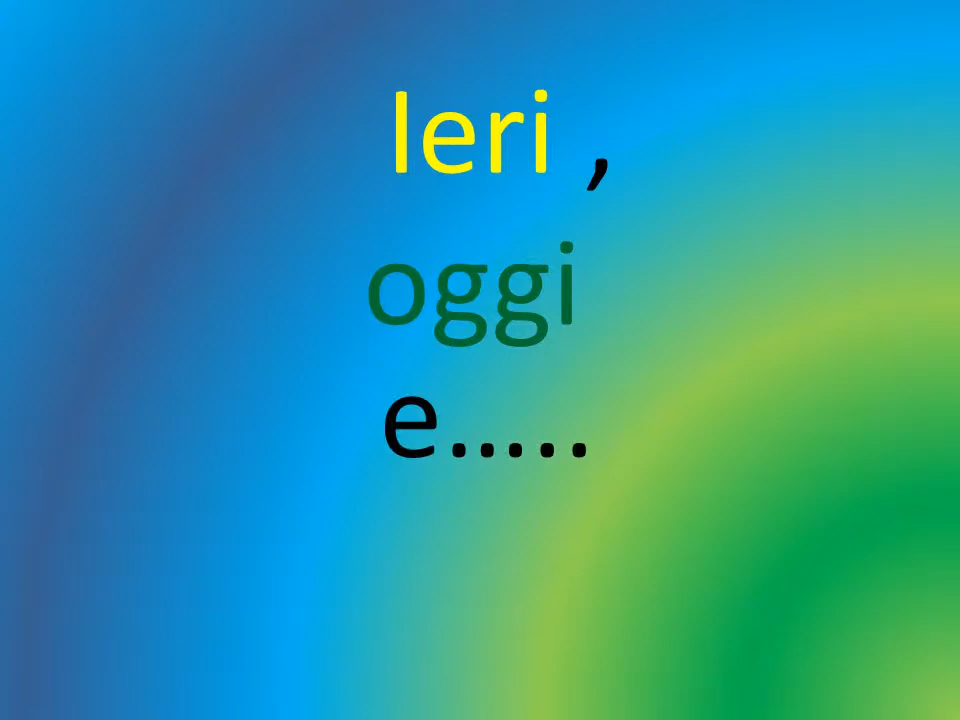 Ieri ,
oggi
e.....